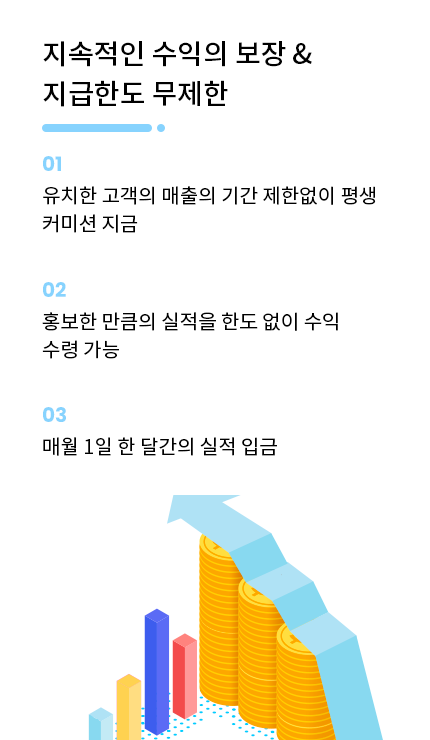 지속적인 수익의 보장 &
지급한도 무제한
01
유치한 고객의 매출의 기간 제한없이 평생
커미션 지금
02
홍보한 만큼의 실적을 한도 없이 수익
수령 가능
03
매월 1일 한 달간의 실적 입금